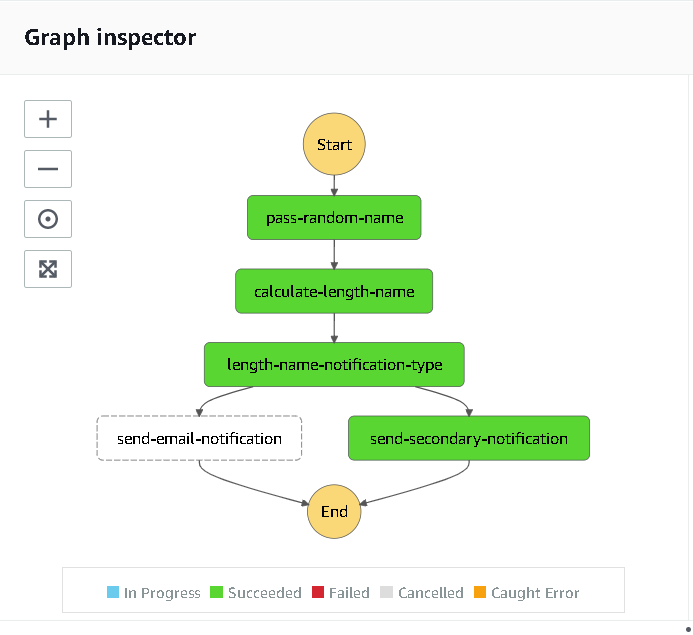 Graph inspector
Start
pass-random-name
calculate-length-name
length-name-notification-type
send-email-notification
send-secondary-notification
End
In Progress Succeeded Failed Cancelled Caught Error